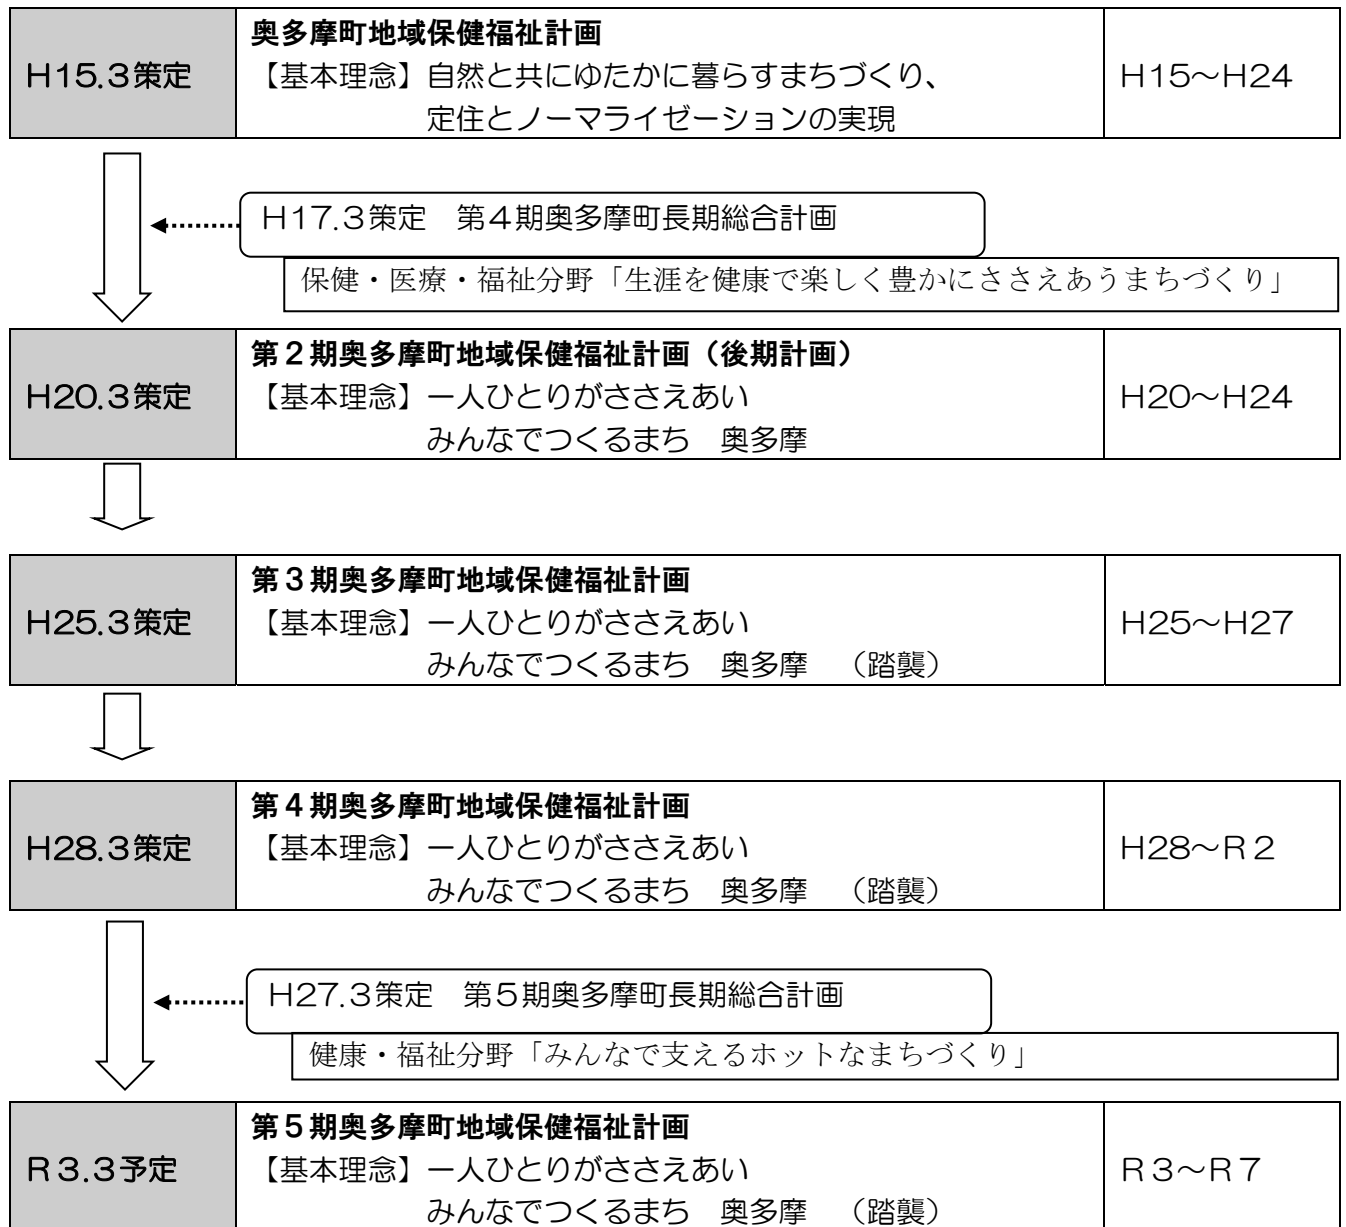 H15.3策定
奥多摩町地域保健福祉計画
【基本理念】自然と共にゆたかに暮らすまちづくり、
定住とノーマライゼーションの実現
H15～H24
H17.3策定　第4期奥多摩町長期総合計画
保健・医療・福祉分野「生涯を健康で楽しく豊かにささえあうまちづくり」
H20.3策定
第２期奥多摩町地域保健福祉計画（後期計画）
【基本理念】一人ひとりがささえあい
みんなでつくるまち　奥多摩
H20～H24
H25.3策定
第３期奥多摩町地域保健福祉計画
【基本理念】一人ひとりがささえあい
みんなでつくるまち　奥多摩　（踏襲）
H25～H27
H28.3策定
第４期奥多摩町地域保健福祉計画
【基本理念】一人ひとりがささえあい
みんなでつくるまち　奥多摩　（踏襲）
H28～R２
H27.3策定　第5期奥多摩町長期総合計画
健康・福祉分野「みんなで支えるホットなまちづくり」
R３.３予定
第５期奥多摩町地域保健福祉計画
【基本理念】一人ひとりがささえあい
みんなでつくるまち　奥多摩　（踏襲）
R３～R７